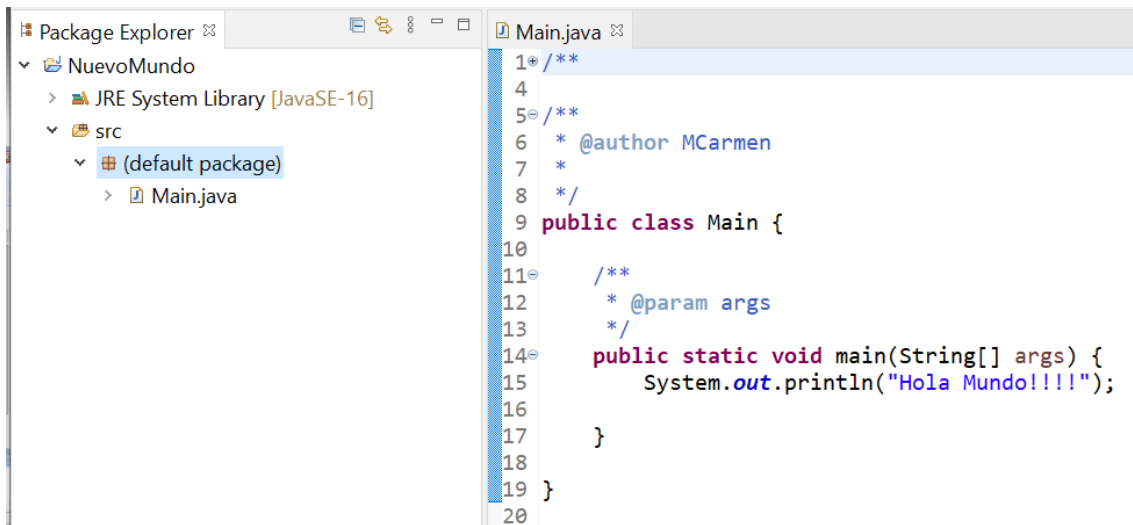 Package Explorer
NuevoMundo
JRE System Library [JavaSE-16]
src
(default package)
Main.java
Main.java
1 /**
4
5 /**
6  * @author MCarmen
7  *
8  */
9 public class Main {
10
11     /**
12      * @param args
13      */
14     public static void main(String[] args) {
15         System.out.println("Hola Mundo!!!!");
16
17     }
18
19 }
20